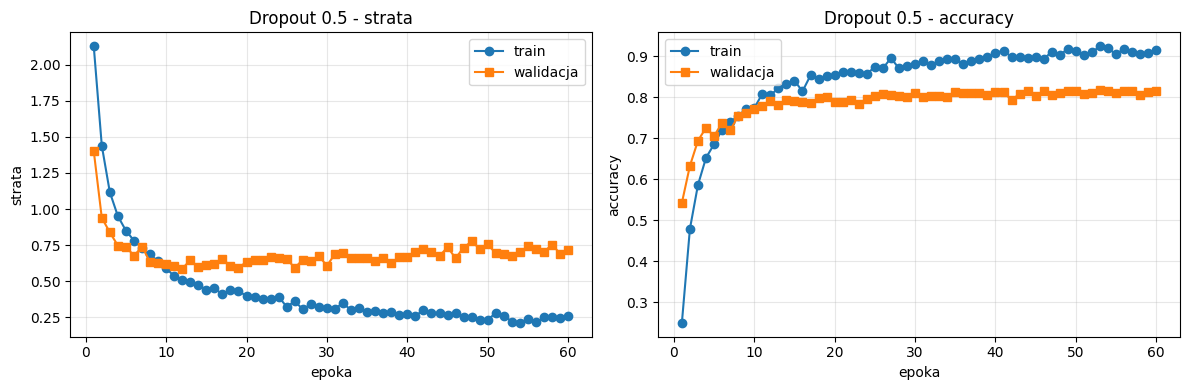 Dropout 0.5 - strata
train
walidacja
strata
2.00
1.75
1.50
1.25
1.00
0.75
0.50
0.25
0
10
20
30
40
50
60
epoka
Dropout 0.5 - accuracy
train
walidacja
accuracy
0.9
0.8
0.7
0.6
0.5
0.4
0.3
0
10
20
30
40
50
60
epoka